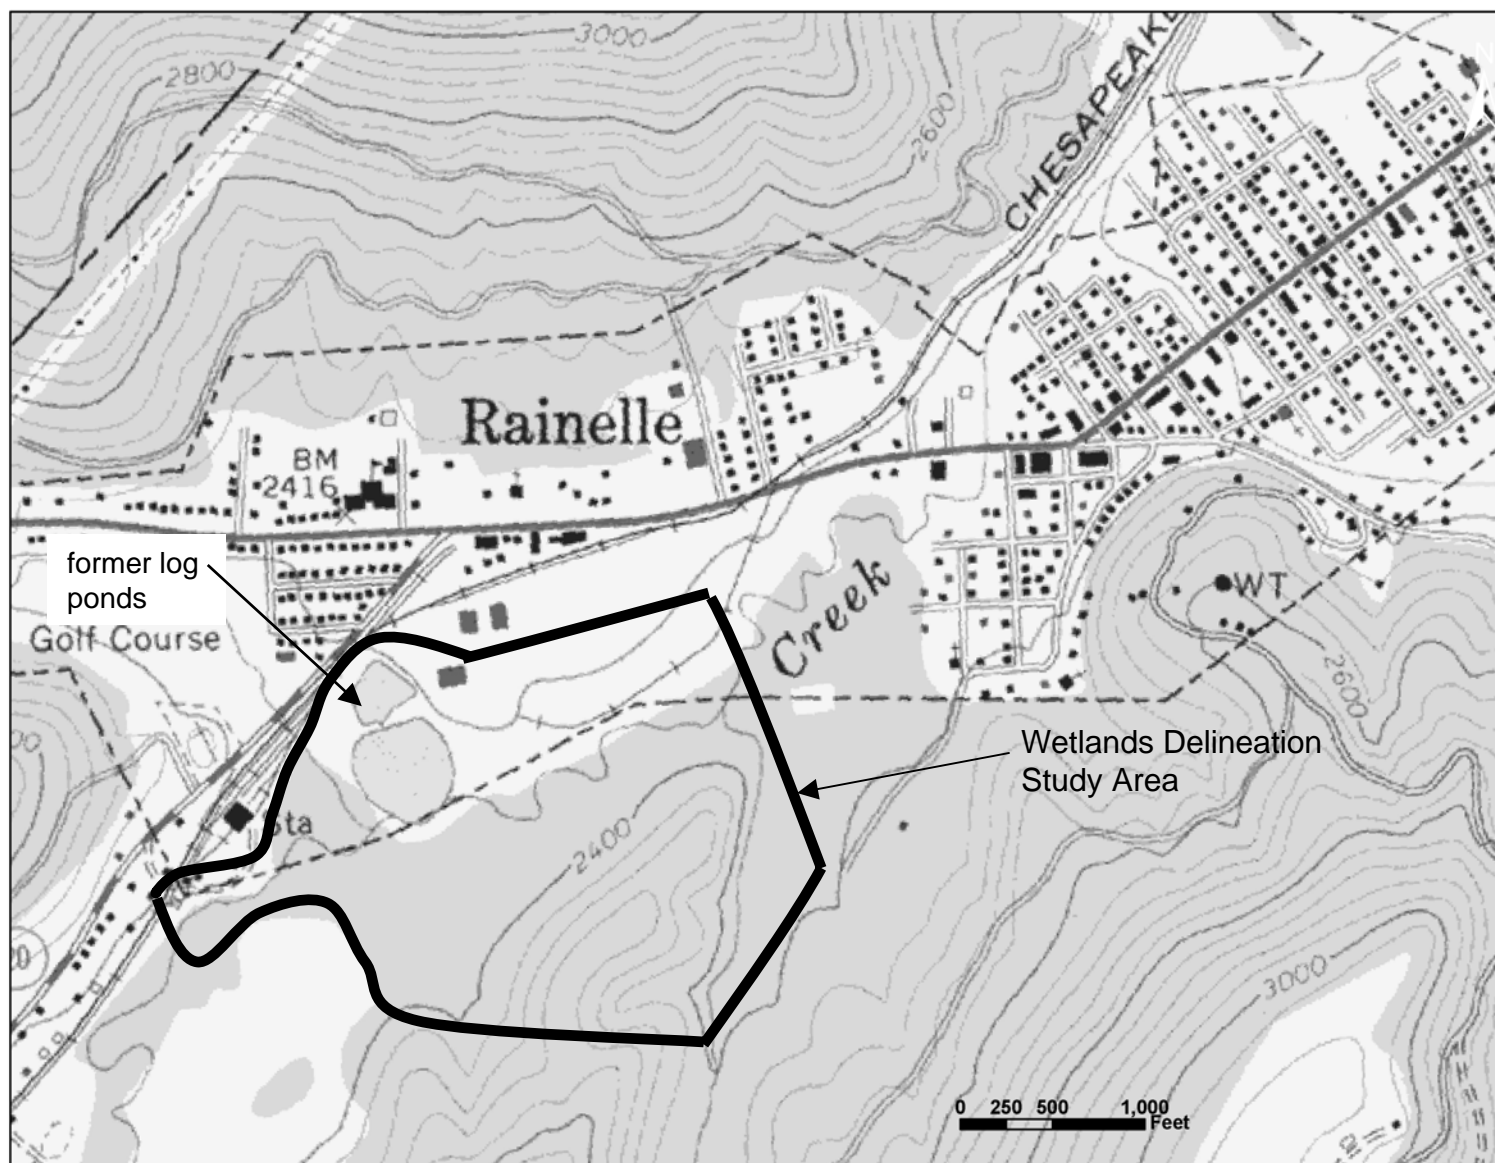 3000
2800
CHESAPEAKE
N
2600
Rainelle
BM
2416
former log
ponds
Golf Course
Creek
WT
2600
Wetlands Delineation
Study Area
Sta
2400
3000
0 250 500 1,000
Feet